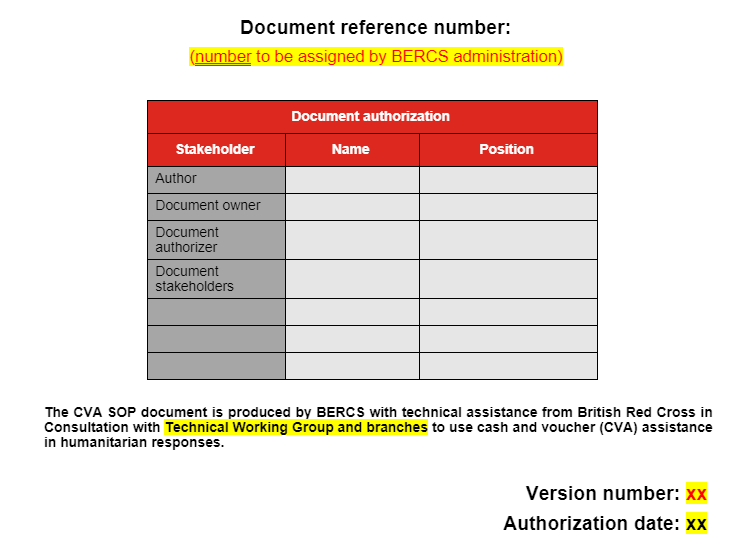 Document reference number:
(number to be assigned by BERCS administration)
Document authorization
Stakeholder Name Position
Author
Document owner
Document
authorizer
Document
stakeholders
The CVA SOP document is produced by BERCS with technical assistance from British Red Cross in
Consultation with Technical Working Group and branches to use cash and voucher (CVA) assistance
in humanitarian responses.
Version number: xx
Authorization date: xx